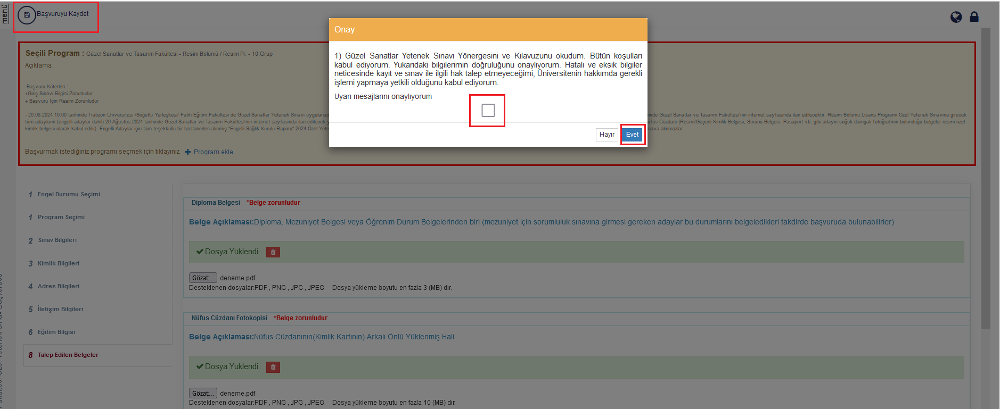 menü
Başvuruyu Kaydet
Onay
1) Güzel Sanatlar Yetenek Sınavı Yönergesini ve Kılavuzunu okudum. Bütün koşulları
kabul ediyorum. Yukarıdaki bilgilerimin doğruluğunu onaylıyorum. Hatalı ve eksik bilgiler
neticesinde kayıt ve sınav ile ilgili hak talep etmeyeceğimi, Üniversitenin hakkımda gerekli
işlemi yapmaya yetkili olduğunu kabul ediyorum.
Uyarı mesajlarını onaylıyorum
Hayır Evet
Seçili Program : Güzel Sanatlar ve Tasarım Fakültesi - Resim Bölümü / Resim Pr. - 10.Grup
Açıklama :
-Başvuru Kriterleri :
+Giriş Sınavı Bilgisi Zorunludur
+ Başvuru İçin Resim Zorunludur
- 26.08.2024 10:00 tarihinde Trabzon Üniversitesi /Söğütlü Yerleşkesi/ Fatih Eğitim Fakültesi de Güzel Sanatlar Yetenek Sınavı uygulanac inde Güzel Sanatlar ve Tasarım Fakültesi'nin internet sayfasında ilan edilecektir. Resim Bölümü Lisans Programı Özel Yetenek Sınavına girecek
tüm adayların (engelli adaylar dahil) 26 Ağustos 2024 tarihinde Güzel Sanatlar ve Tasarım Fakültesi'nin internet sayfasında ilan edilecek y üfus Cüzdanı (Resmi/Geçerli Kimlik Belgesi, Sürücü Belgesi, Pasaport vb. gibi adayın soğuk damgalı fotoğrafının bulunduğu belgeler resmi özel
kimlik belgesi olarak kabul edilir). Engelli Adaylar için tam teşekküllü bir hastaneden alınmış "Engelli Sağlık Kurulu Raporu" 2024 Özel Yete nava alınmazlar.
Başvurmak istediğiniz programı seçmek için tıklayınız Program ekle
1 Engel Durumu Seçimi
1 Program Seçimi
2 Sınav Bilgileri
3 Kimlik Bilgileri
4 Adres Bilgileri
5 İletişim Bilgileri
6 Eğitim Bilgisi
8 Talep Edilen Belgeler
Diploma Belgesi *Belge zorunludur
Belge Açıklaması:Diploma, Mezuniyet Belgesi veya Öğrenim Durum Belgelerinden biri (mezuniyet için sorumluluk sınavına girmesi gereken adaylar bu durumlarını belgeledikleri takdirde başvuruda bulunabilirler)
Dosya Yüklendi
Gözat... deneme.pdf
Desteklenen dosyalar:PDF , PNG , JPG , JPEG Dosya yükleme boyutu en fazla 3 (MB) dır.
Nüfus Cüzdanı Fotokopisi *Belge zorunludur
Belge Açıklaması:Nüfus Cüzdanının(Kimlik Kartının) Arkalı Önlü Yüklenmiş Hali
Dosya Yüklendi
Gözat... deneme.pdf
Desteklenen dosyalar:PDF , PNG , JPG , JPEG Dosya yükleme boyutu en fazla 10 (MB) dır.